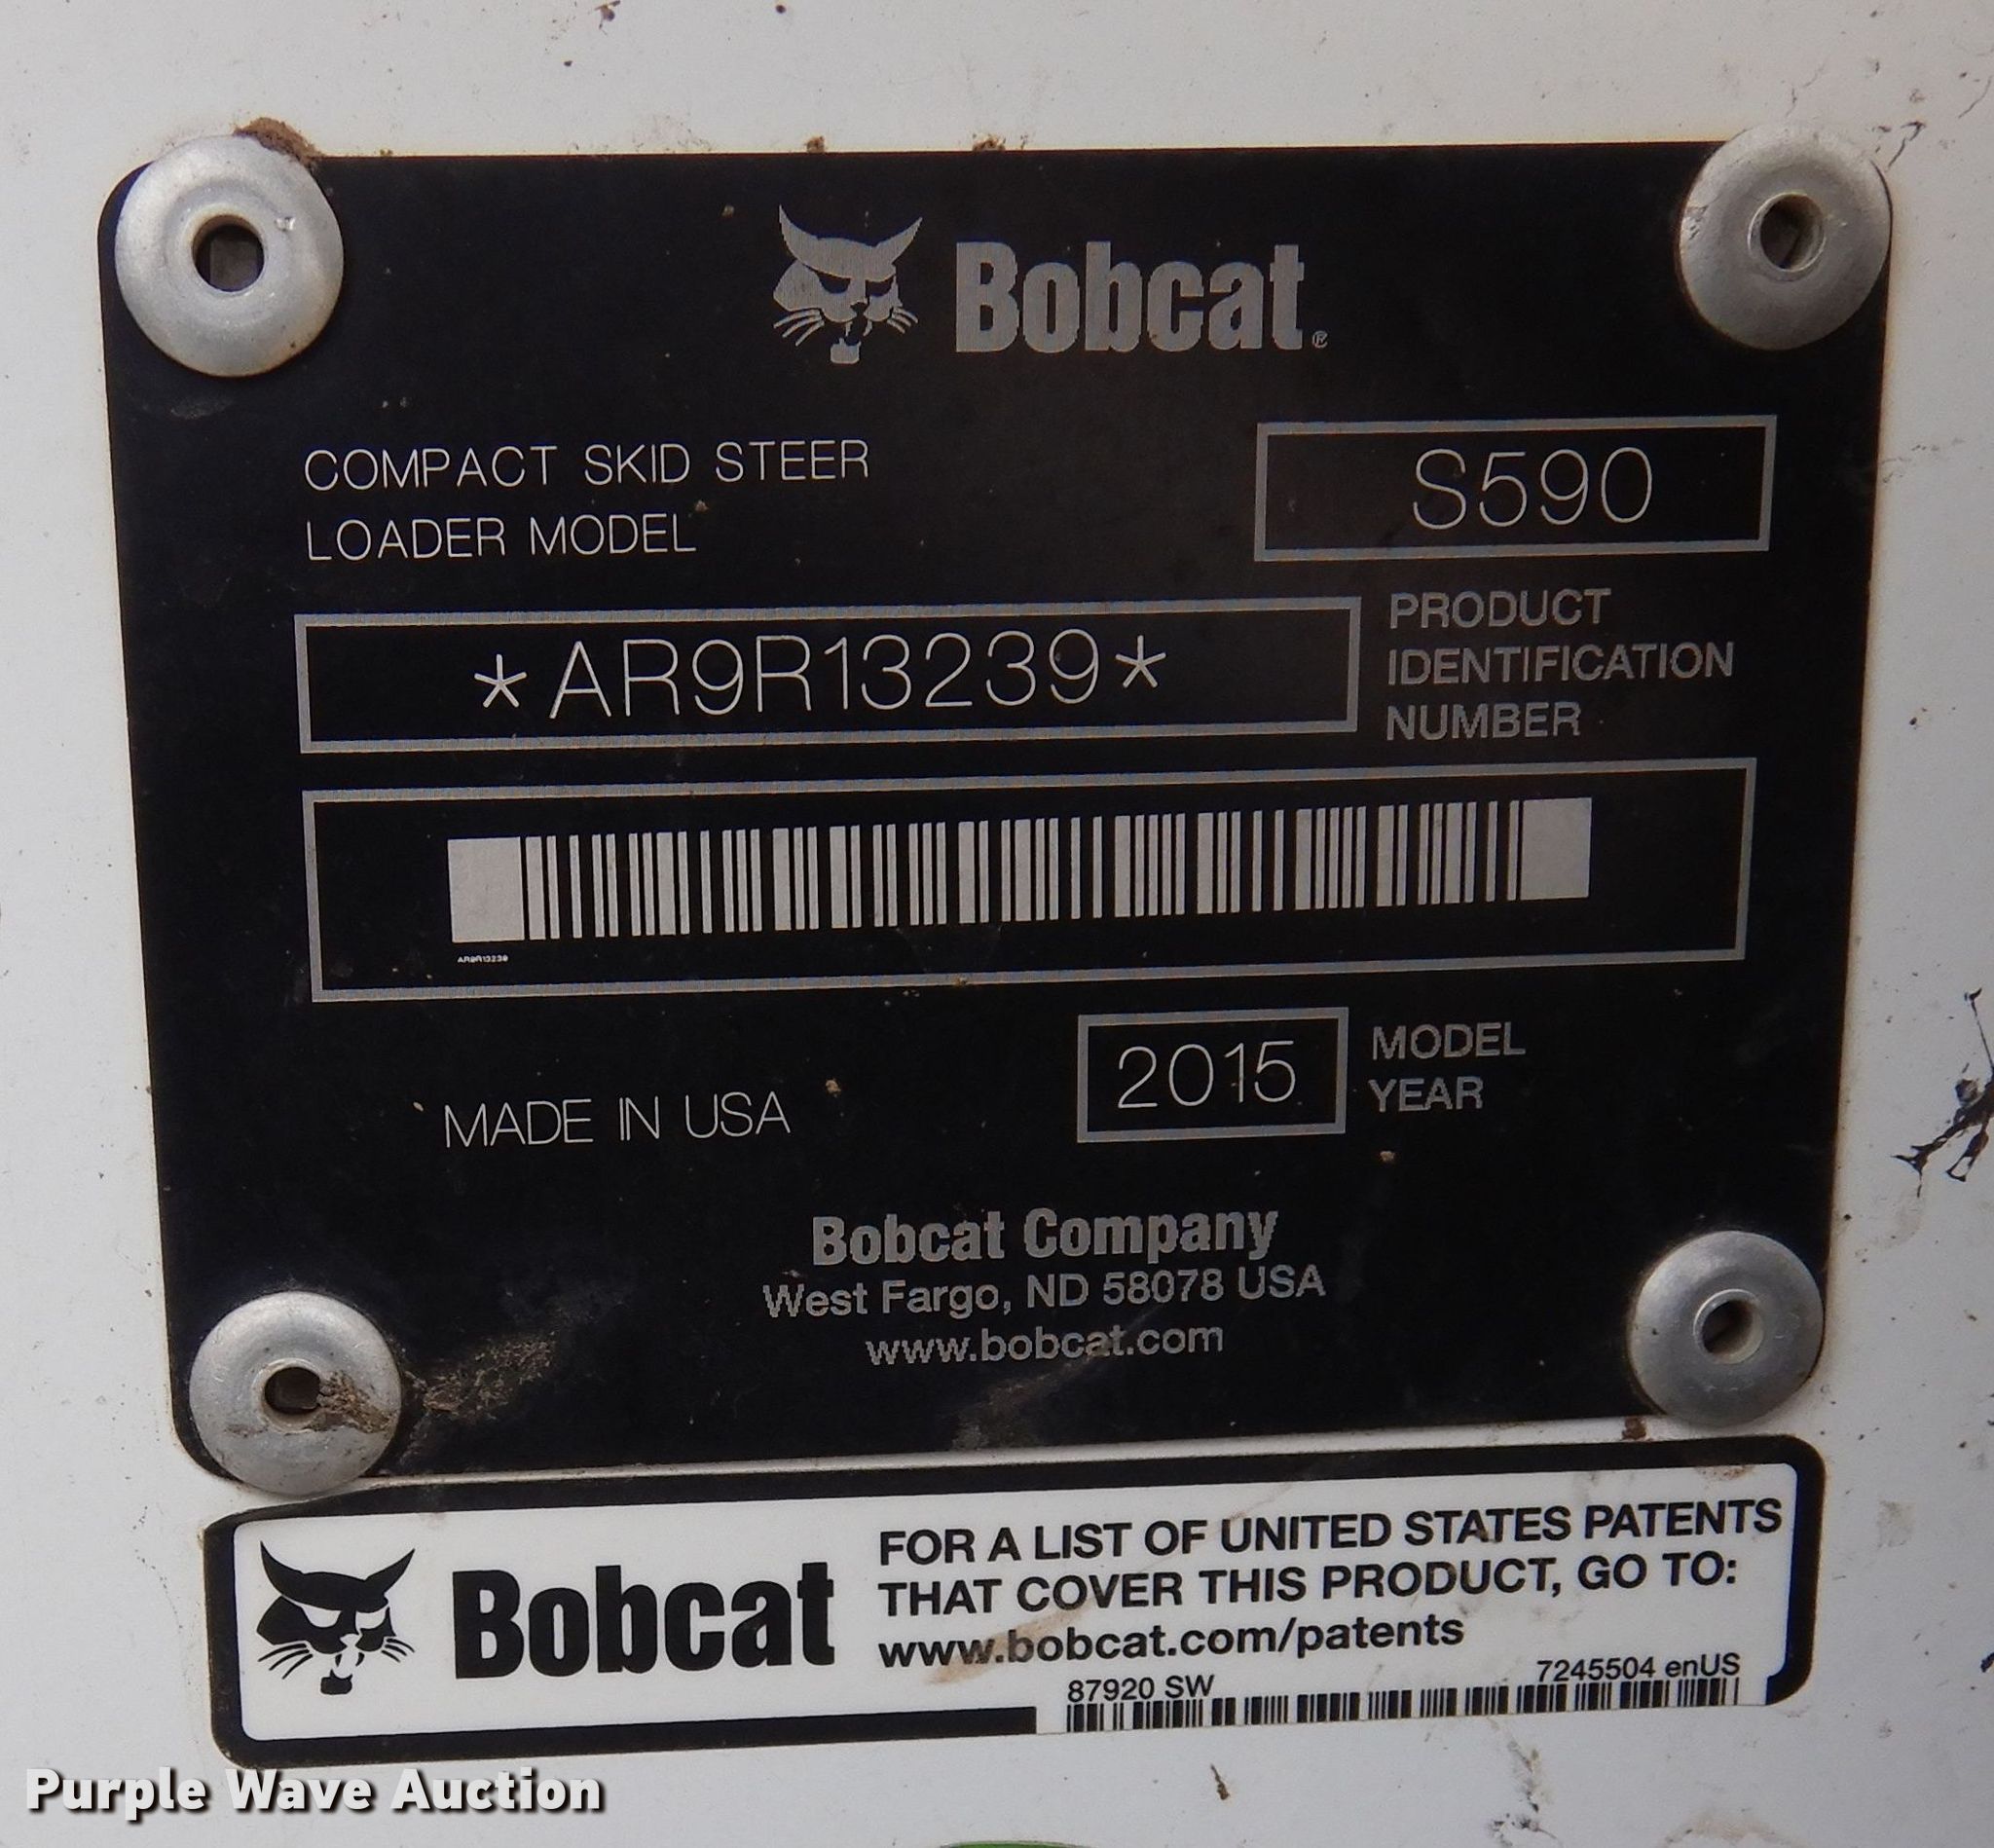 Bobcat®
COMPACT SKID STEER
LOADER MODEL
S590
*AR9R13239*
PRODUCT
IDENTIFICATION
NUMBER
AR9R13239
MADE IN USA
2015
MODEL
YEAR
Bobcat Company
West Fargo, ND 58078 USA
www.bobcat.com
Bobcat
FOR A LIST OF UNITED STATES PATENTS
THAT COVER THIS PRODUCT, GO TO:
www.bobcat.com/patents
87920 SW
7245504 enUS
Purple Wave Auction